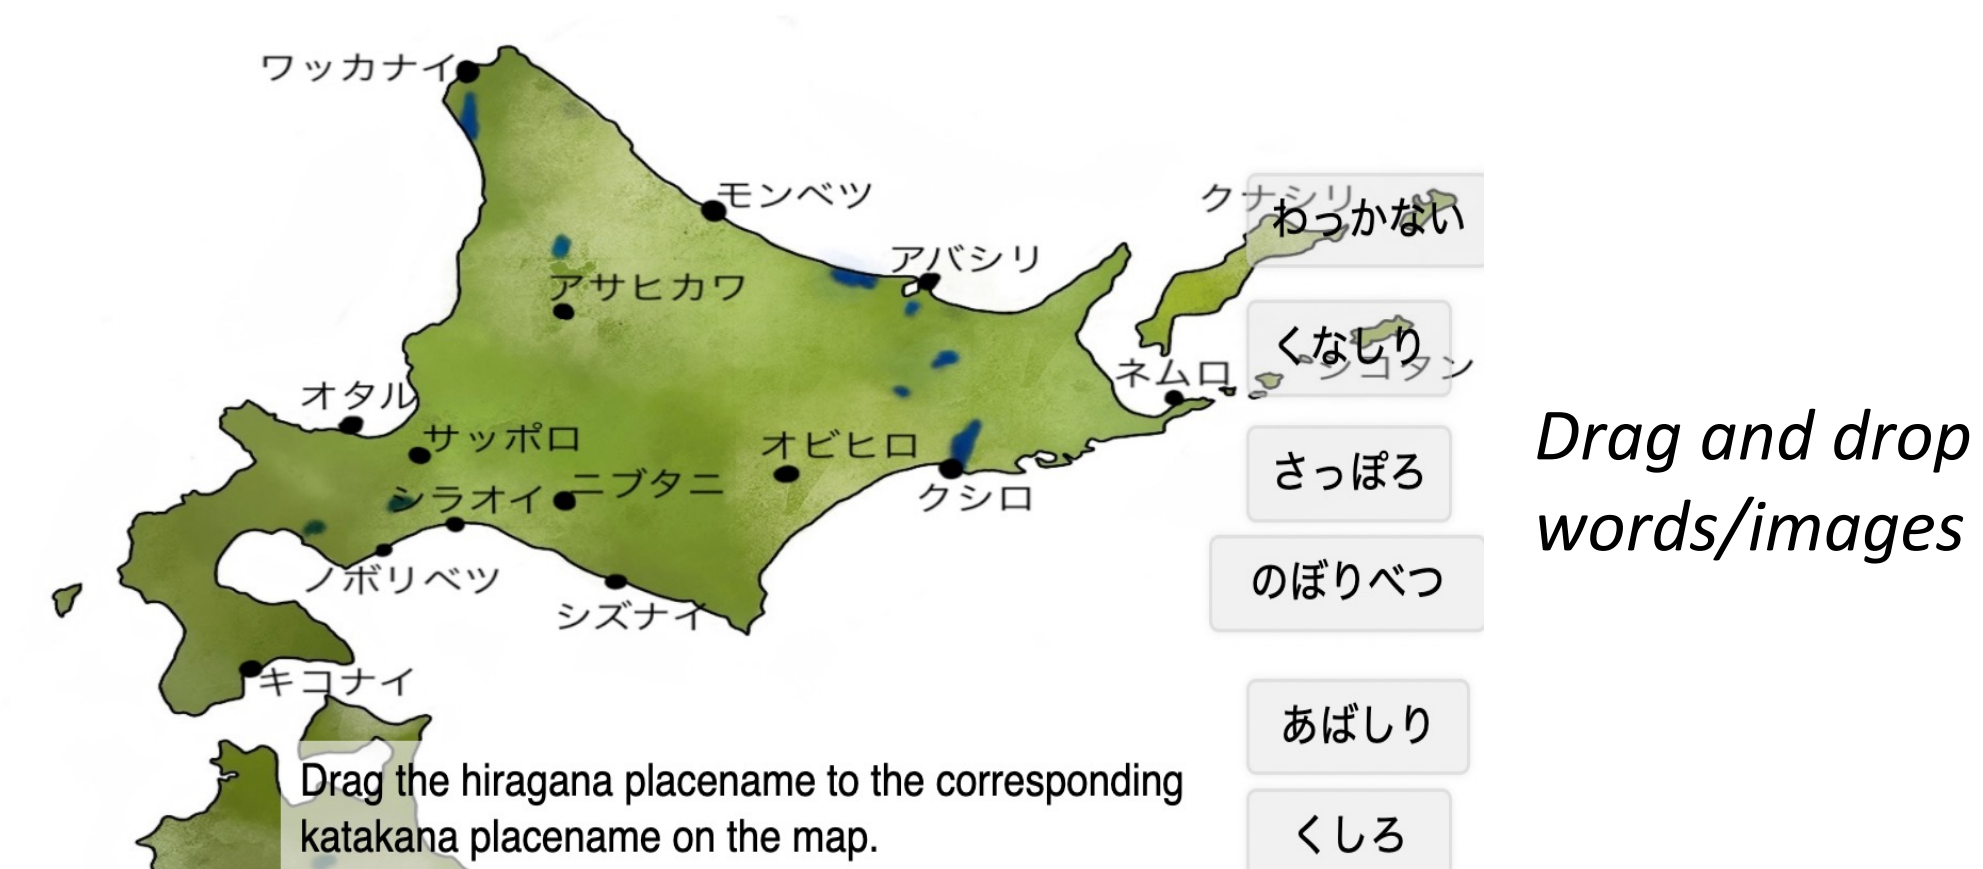 ワッカナイ
モンベツ
クナシリ
アバシリ
アサヒカワ
シコタン
ネムロ
オタル
サッポロ
オビヒロ
ニブタニ
シラオイ
クシロ
ノボリベツ
シズナイ
キコナイ
わっかない
くなしり
さっぽろ
のぼりべつ
あばしり
くしろ
Drag the hiragana placename to the corresponding
katakana placename on the map.
Drag and drop
words/images